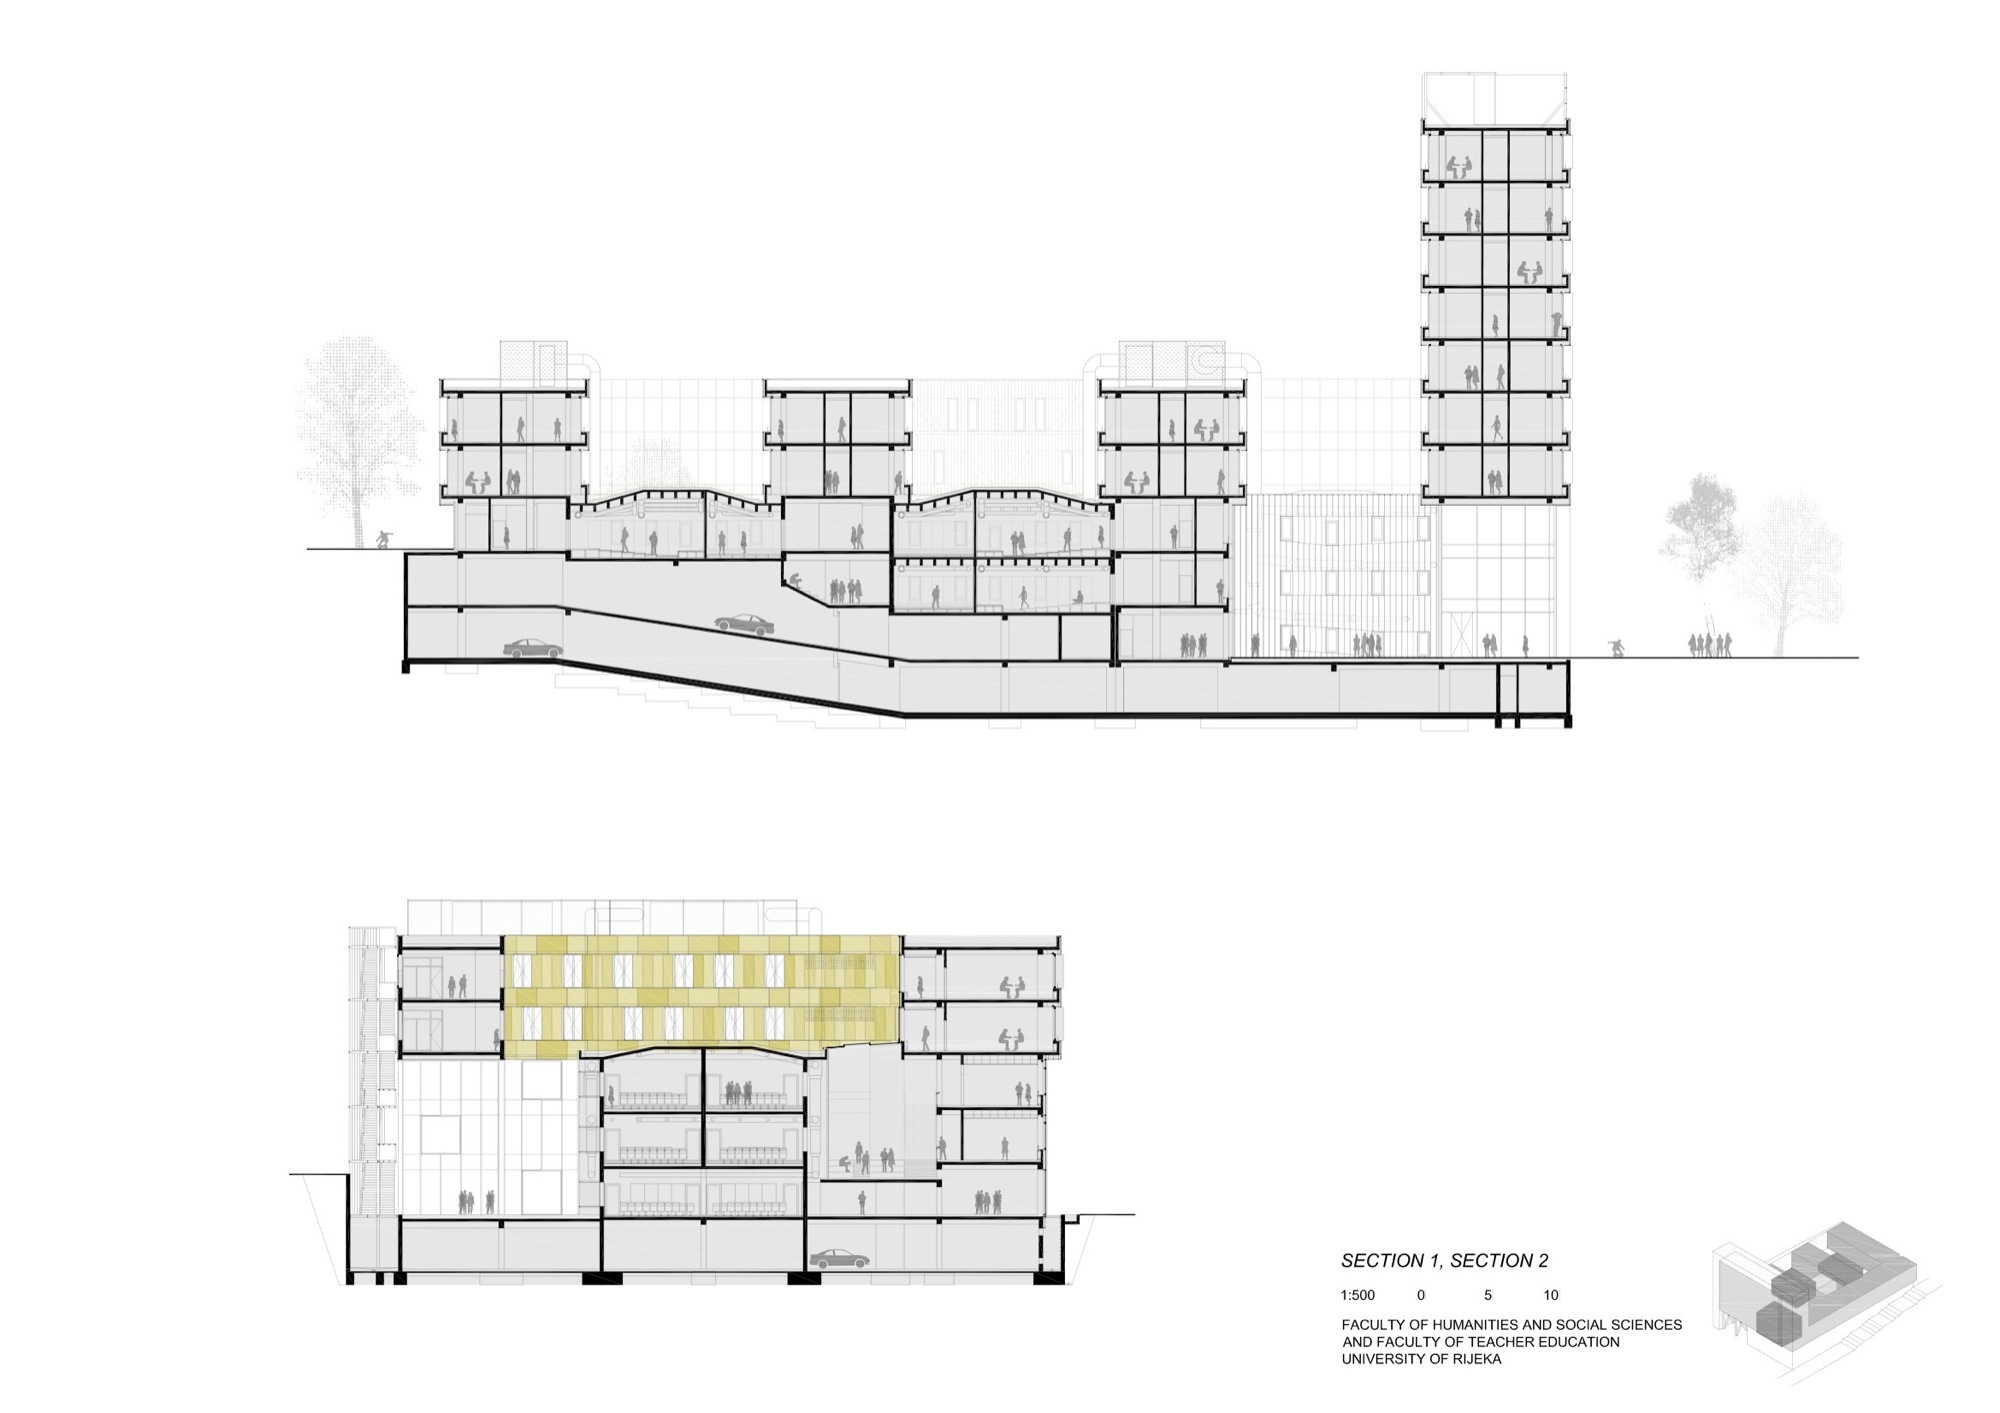 SECTION 1, SECTION 2
1:500 0 5 10
FACULTY OF HUMANITIES AND SOCIAL SCIENCES
AND FACULTY OF TEACHER EDUCATION
UNIVERSITY OF RIJEKA